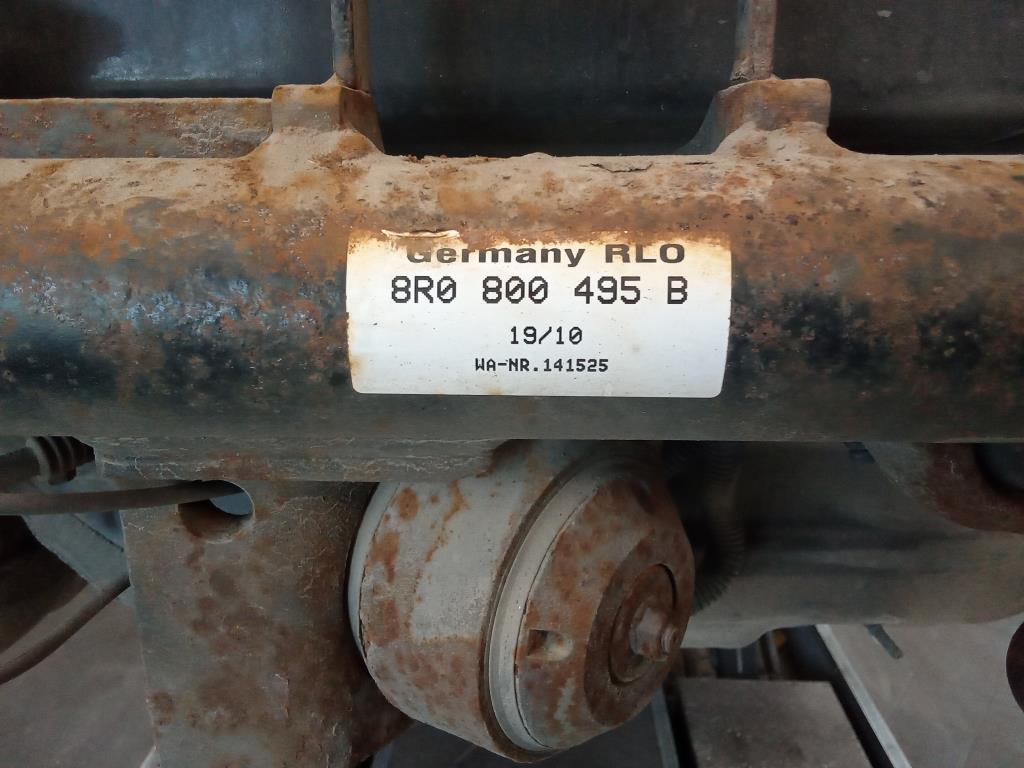 Germany RLO
8R0 800 495 B
19/10
WA-NR.141525